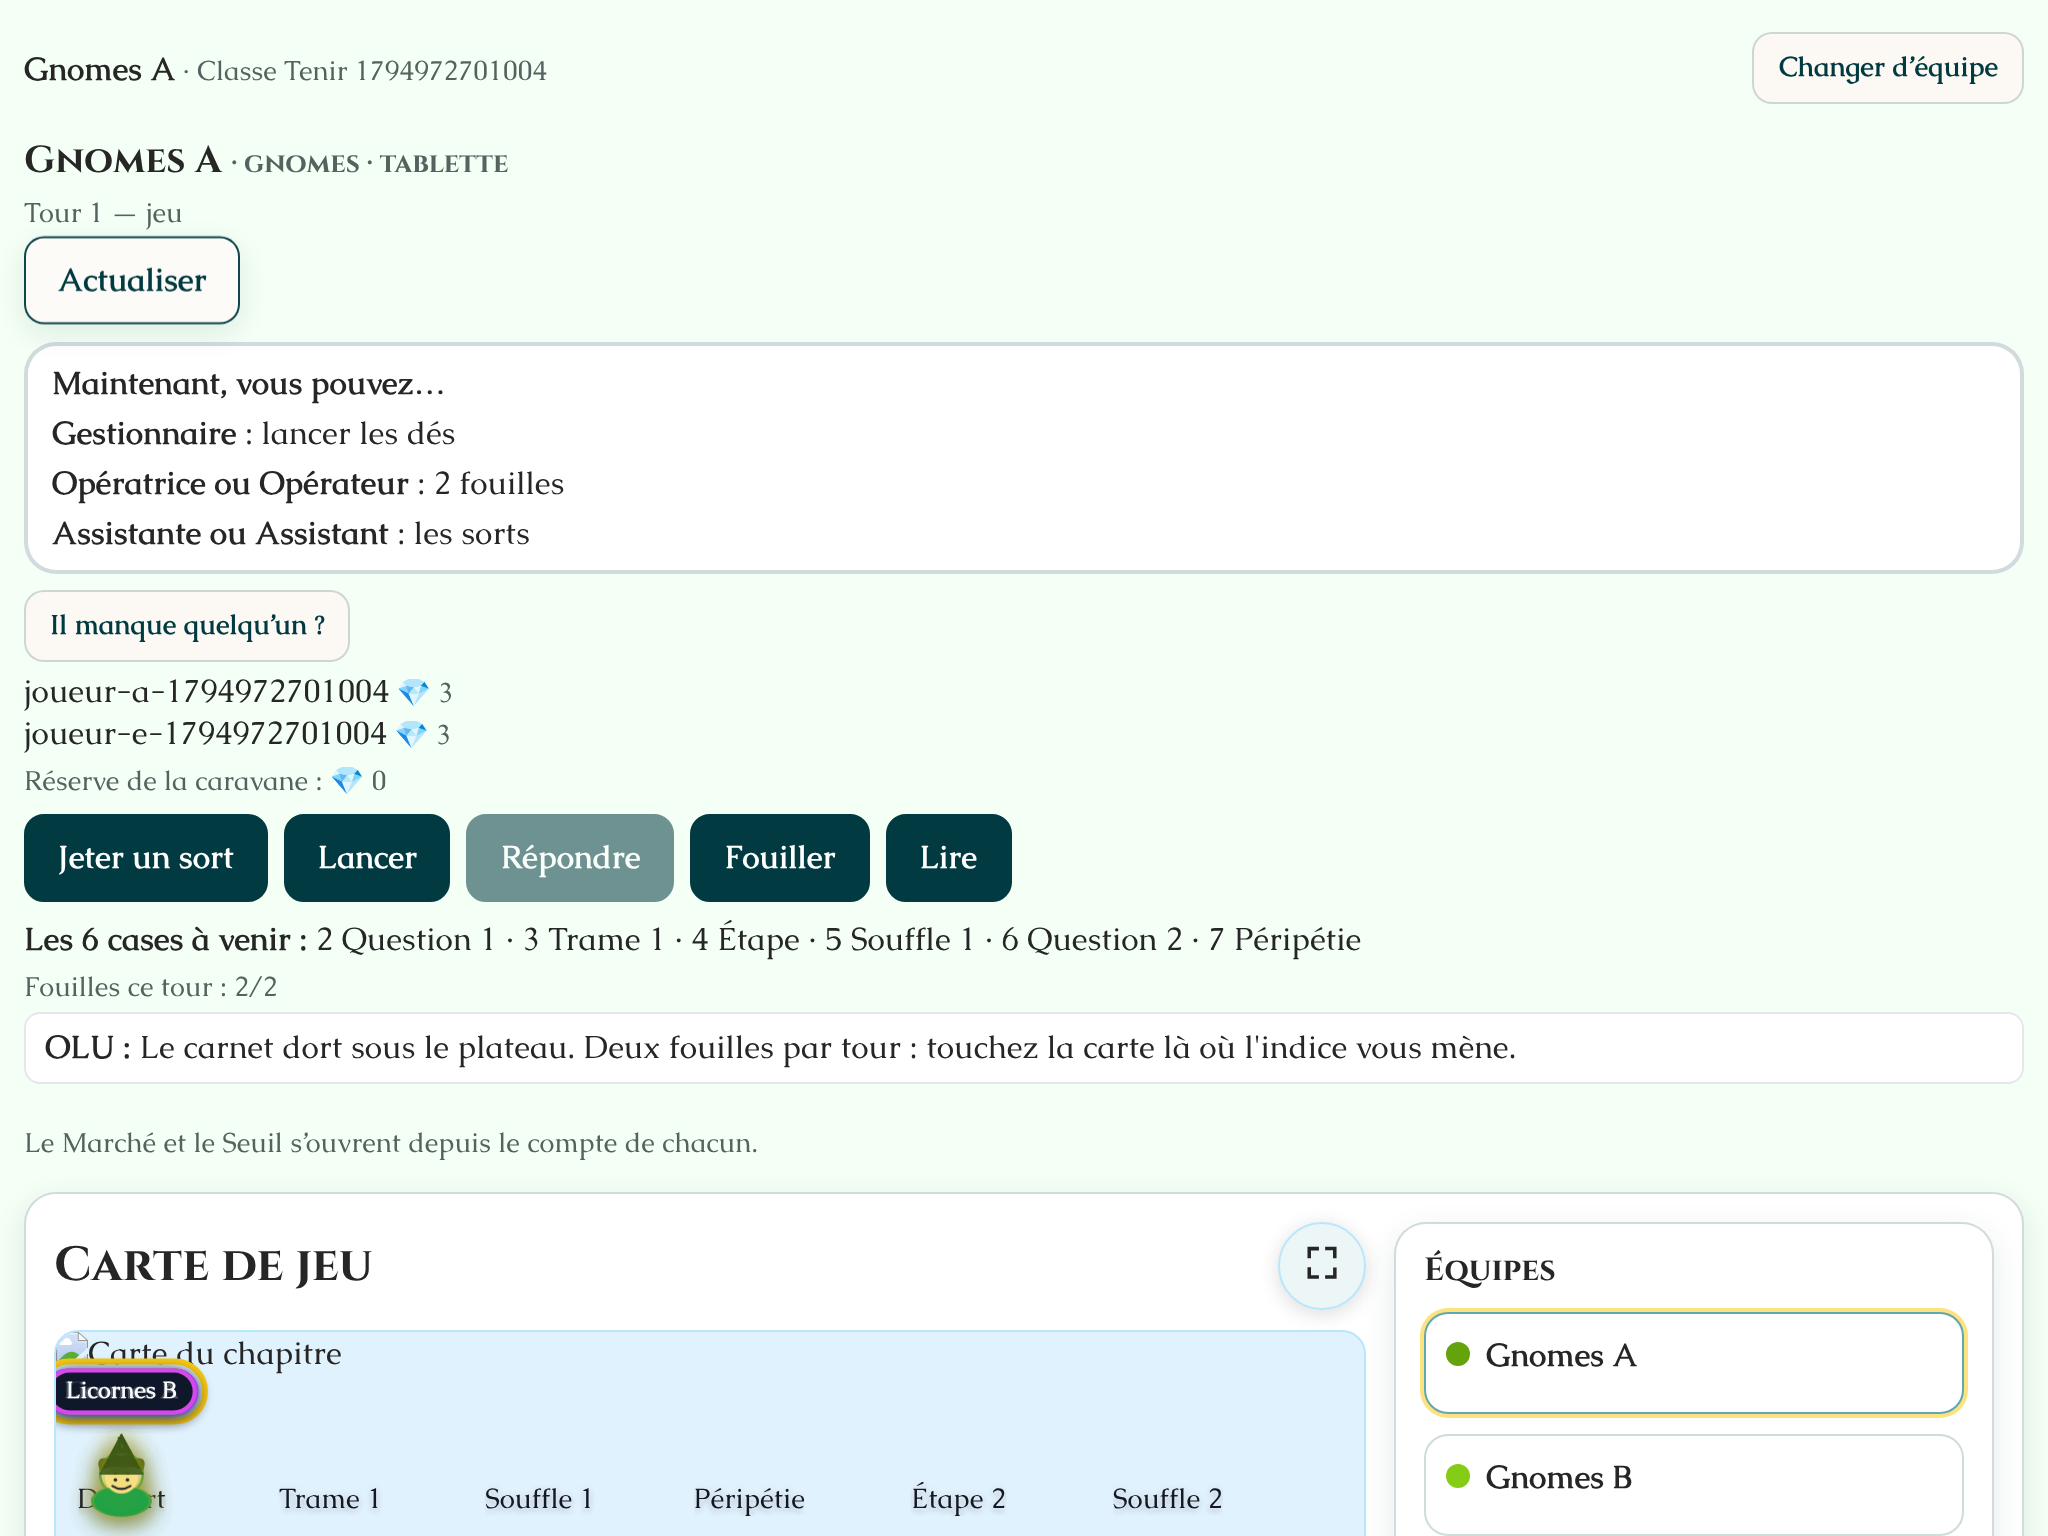 Gnomes A · Classe Tenir 1794972701004
Changer d’équipe
Gnomes A · gnomes · tablette
Tour 1 — jeu
Actualiser
Maintenant, vous pouvez…
Gestionnaire : lancer les dés
Opératrice ou Opérateur : 2 fouilles
Assistante ou Assistant : les sorts
Il manque quelqu’un ?
joueur-a-1794972701004 💎 3
joueur-e-1794972701004 💎 3
Réserve de la caravane : 💎 0
Jeter un sort
Lancer
Répondre
Fouiller
Lire
Les 6 cases à venir : 2 Question 1 · 3 Trame 1 · 4 Étape · 5 Souffle 1 · 6 Question 2 · 7 Péripétie
Fouilles ce tour : 2/2
OLU : Le carnet dort sous le plateau. Deux fouilles par tour : touchez la carte là où l'indice vous mène.
Le Marché et le Seuil s’ouvrent depuis le compte de chacun.
Carte de jeu
Équipes
Carte du chapitre
Licornes B
Gnomes A
Gnomes B
Trame 1
Souffle 1
Péripétie
Étape 2
Souffle 2